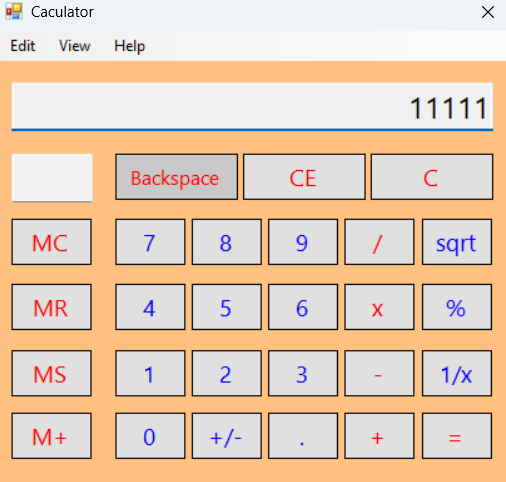 Caculator
Edit View Help
11111
Backspace CE C
MC 7 8 9 / sqrt
MR 4 5 6 x %
MS 1 2 3 - 1/x
M+ 0 +/- . + =